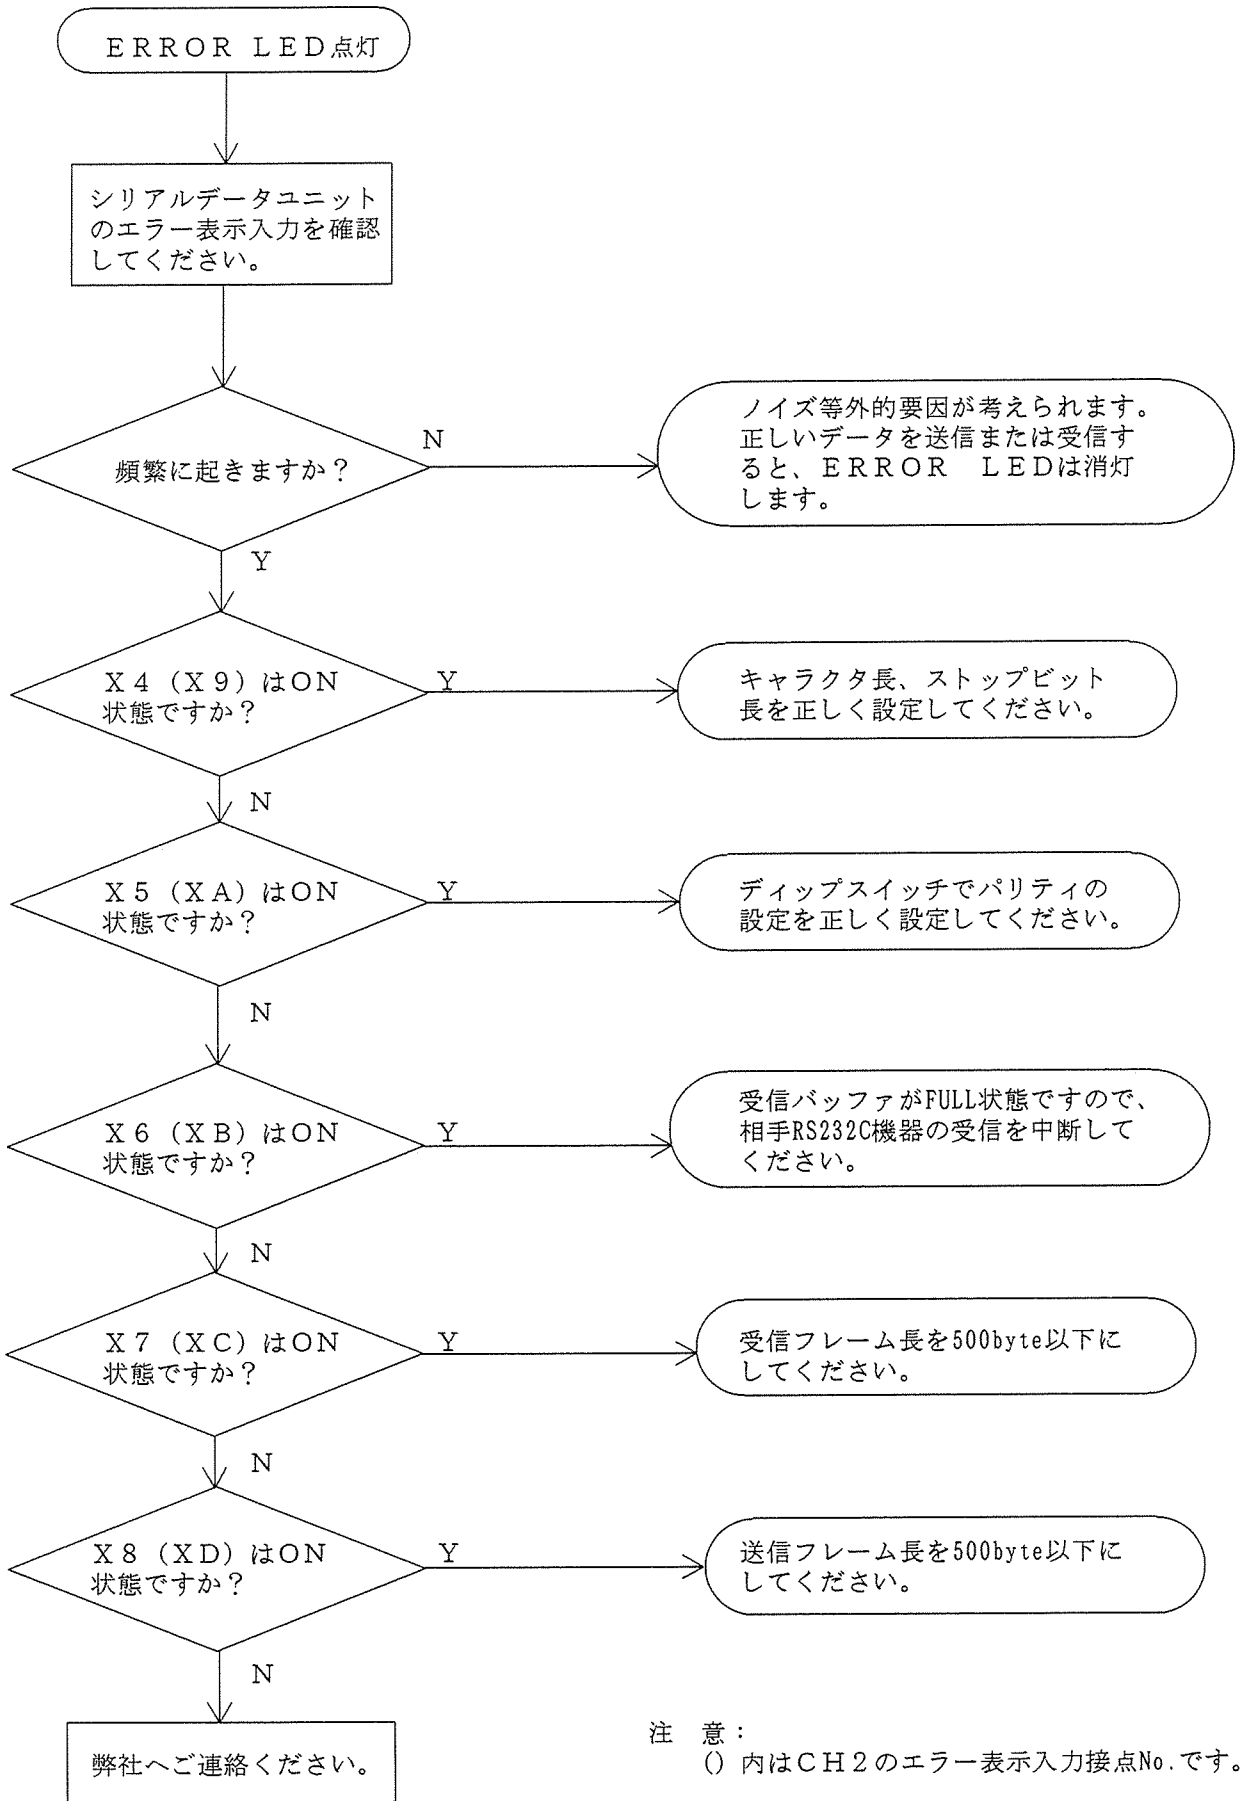 ERROR LED点灯
シリアルデータユニット
のエラー表示入力を確認
してください。
頻繁に起きますか？
N
ノイズ等外的要因が考えられます。
正しいデータを送信または受信す
ると、ERROR　LEDは消灯
します。
Y
X4（X9）はON
状態ですか？
Y
キャラクタ長、ストップビット
長を正しく設定してください。
N
X5（XA）はON
状態ですか？
Y
ディップスイッチでパリティの
設定を正しく設定してください。
N
X6（XB）はON
状態ですか？
Y
受信バッファがFULL状態ですので、
相手RS232C機器の受信を中断して
ください。
N
X7（XC）はON
状態ですか？
Y
受信フレーム長を500byte以下に
してください。
N
X8（XD）はON
状態ですか？
Y
送信フレーム長を500byte以下に
してください。
N
弊社へご連絡ください。
注　意：
()内はCH2のエラー表示入力接点No.です。